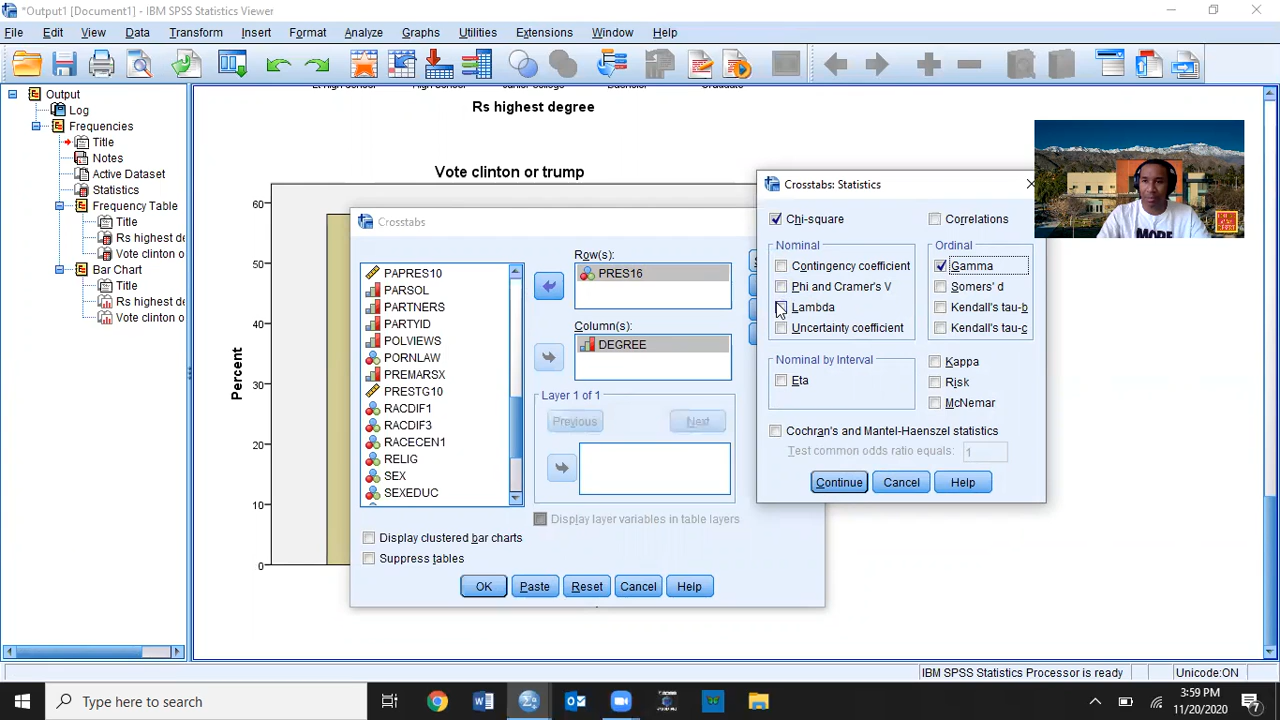 *Output1 [Document1] - IBM SPSS Statistics Viewer
File Edit View Data Transform Insert Format Analyze Graphs Utilities Extensions Window Help
Output
Log
Frequencies
Title
Notes
Active Dataset
Statistics
Frequency Table
Title
Rs highest de
Vote clinton o
Bar Chart
Title
Rs highest de
Vote clinton o
Rs highest degree
Vote clinton or trump
Percent
60
50
40
30
20
10
0
Crosstabs
PAPRES10
PARSOL
PARTNERS
PARTYID
POLVIEWS
PORNLAW
PREMARSX
PRESTG10
RACDIF1
RACDIF3
RACECEN1
RELIG
SEX
SEXEDUC
Row(s):
PRES16
Column(s):
DEGREE
Layer 1 of 1
Previous Next
Display layer variables in table layers
Display clustered bar charts
Suppress tables
OK Paste Reset Cancel Help
Crosstabs: Statistics
Chi-square Correlations
Nominal
Contingency coefficient
Phi and Cramer's V
Lambda
Uncertainty coefficient
Ordinal
Gamma
Somers' d
Kendall's tau-b
Kendall's tau-c
Nominal by Interval
Eta
Kappa
Risk
McNemar
Cochran's and Mantel-Haenszel statistics
Test common odds ratio equals: 1
Continue Cancel Help
MORE
IBM SPSS Statistics Processor is ready Unicode:ON
Type here to search
3:59 PM
11/20/2020
7